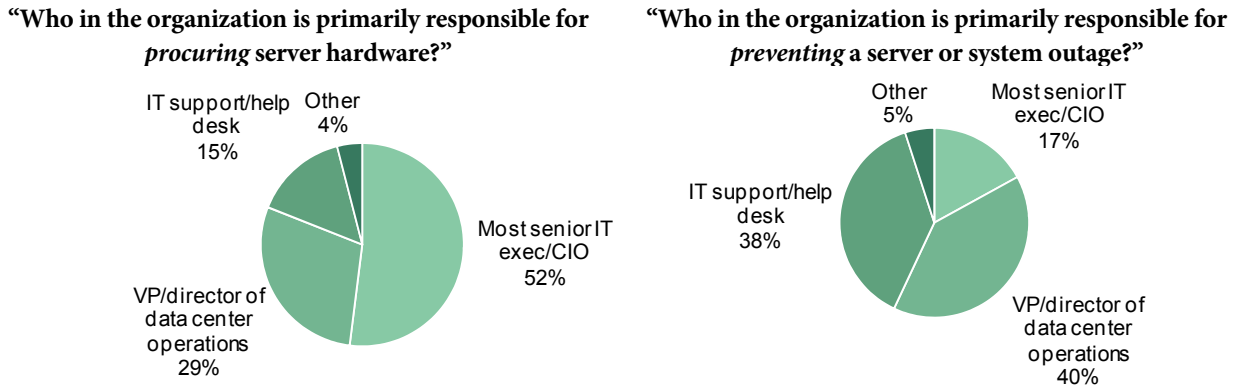 “Who in the organization is primarily responsible for
procuring server hardware?”
IT support/help
desk
15%
Other
4%
Most senior IT
exec/CIO
52%
VP/director of
data center
operations
29%
“Who in the organization is primarily responsible for
preventing a server or system outage?”
Other
5%
Most senior IT
exec/CIO
17%
IT support/help
desk
38%
VP/director of
data center
operations
40%